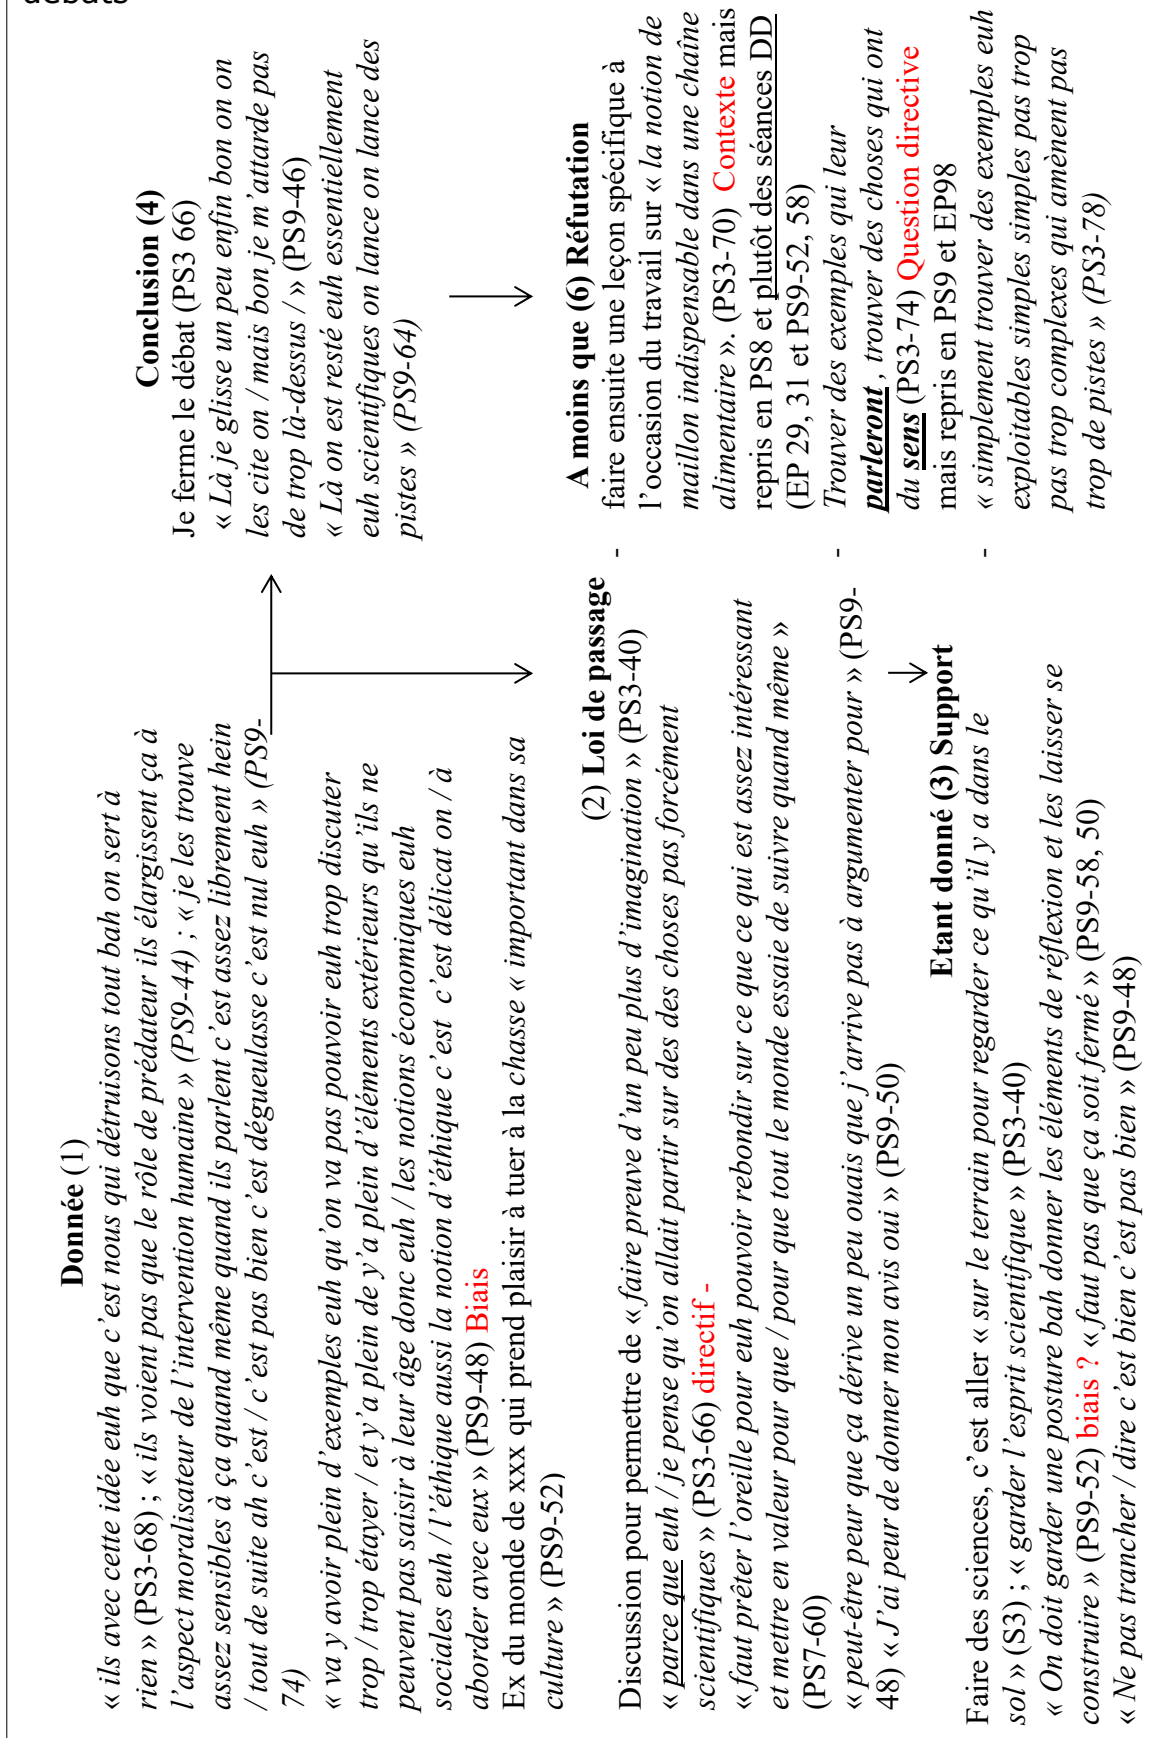 débats
Donnée (1)
« ils avec cette idée euh que c'est nous qui détruisons tout bah on sert à
rien » (PS3-68) ; « ils voient pas que le rôle de prédateur ils élargissent ça à
l'aspect moralisateur de l'intervention humaine » (PS9-44) ; « je les trouve
assez sensibles à ça quand même quand ils parlent c'est assez librement hein
/ tout de suite ah c'est / c'est pas bien c'est dégueulasse c'est nul euh » (PS9-
74)
« va y avoir plein d'exemples euh qu'on va pas pouvoir euh trop discuter
trop / trop étayer / et y'a plein de y'a plein d'éléments extérieurs qu'ils ne
peuvent pas saisir à leur âge donc euh / les notions économiques euh
sociales euh / l'éthique aussi la notion d'éthique c'est c'est délicat on / à
aborder avec eux » (PS9-48) Biais
Ex du monde de xxx qui prend plaisir à tuer à la chasse « important dans sa
culture » (PS9-52)
Conclusion (4)
Je ferme le débat (PS3 66)
« Là je glisse un peu enfin bon on on
les cite on / mais bon je m'attarde pas
de trop là-dessus / » (PS9-46)
« Là on est resté euh essentiellement
euh scientifiques on lance on lance des
pistes » (PS9-64)
(2) Loi de passage
Discussion pour permettre de « faire preuve d'un peu plus d'imagination » (PS3-40)
« parce que euh / je pense qu'on allait partir sur des des choses pas forcément
scientifiques » (PS3-66) directif -
« faut prêter l'oreille pour euh pouvoir rebondir sur ce que ce qui est assez intéressant
et mettre en valeur pour que / pour que tout le monde essaie de suivre quand même »
(PS7-60)
« peut-être peur que ça dérive un peu ouais que j'arrive pas à argumenter pour » (PS9-
48) « J'ai peur de donner mon avis oui » (PS9-50)
A moins que (6) Réfutation
- faire ensuite une leçon spécifique à
l'occasion du travail sur « la notion de
maillon indispensable dans une chaîne
alimentaire ». (PS3-70) Contexte mais
repris en PS8 et plutôt des séances DD
(EP 29, 31 et PS9-52, 58)
- Trouver des exemples qui leur
parleront , trouver des choses qui ont
du sens (PS3-74) Question directive
mais repris en PS9 et EP98
- « simplement trouver des exemples euh
exploitables simples simples pas trop
pas trop complexes qui amènent pas
trop de pistes » (PS3-78)
Etant donné (3) Support
Faire des sciences, c'est aller « sur le terrain pour regarder ce qu'il y a dans le
sol » (S3) ; « garder l'esprit scientifique » (PS3-40)
« On doit garder une posture bah donner les éléments de réflexion et les laisser se
construire » (PS9-52) biais ? « faut pas que ça soit fermé » (PS9-58, 50)
« Ne pas trancher / dire c'est bien c'est pas bien » (PS9-48)